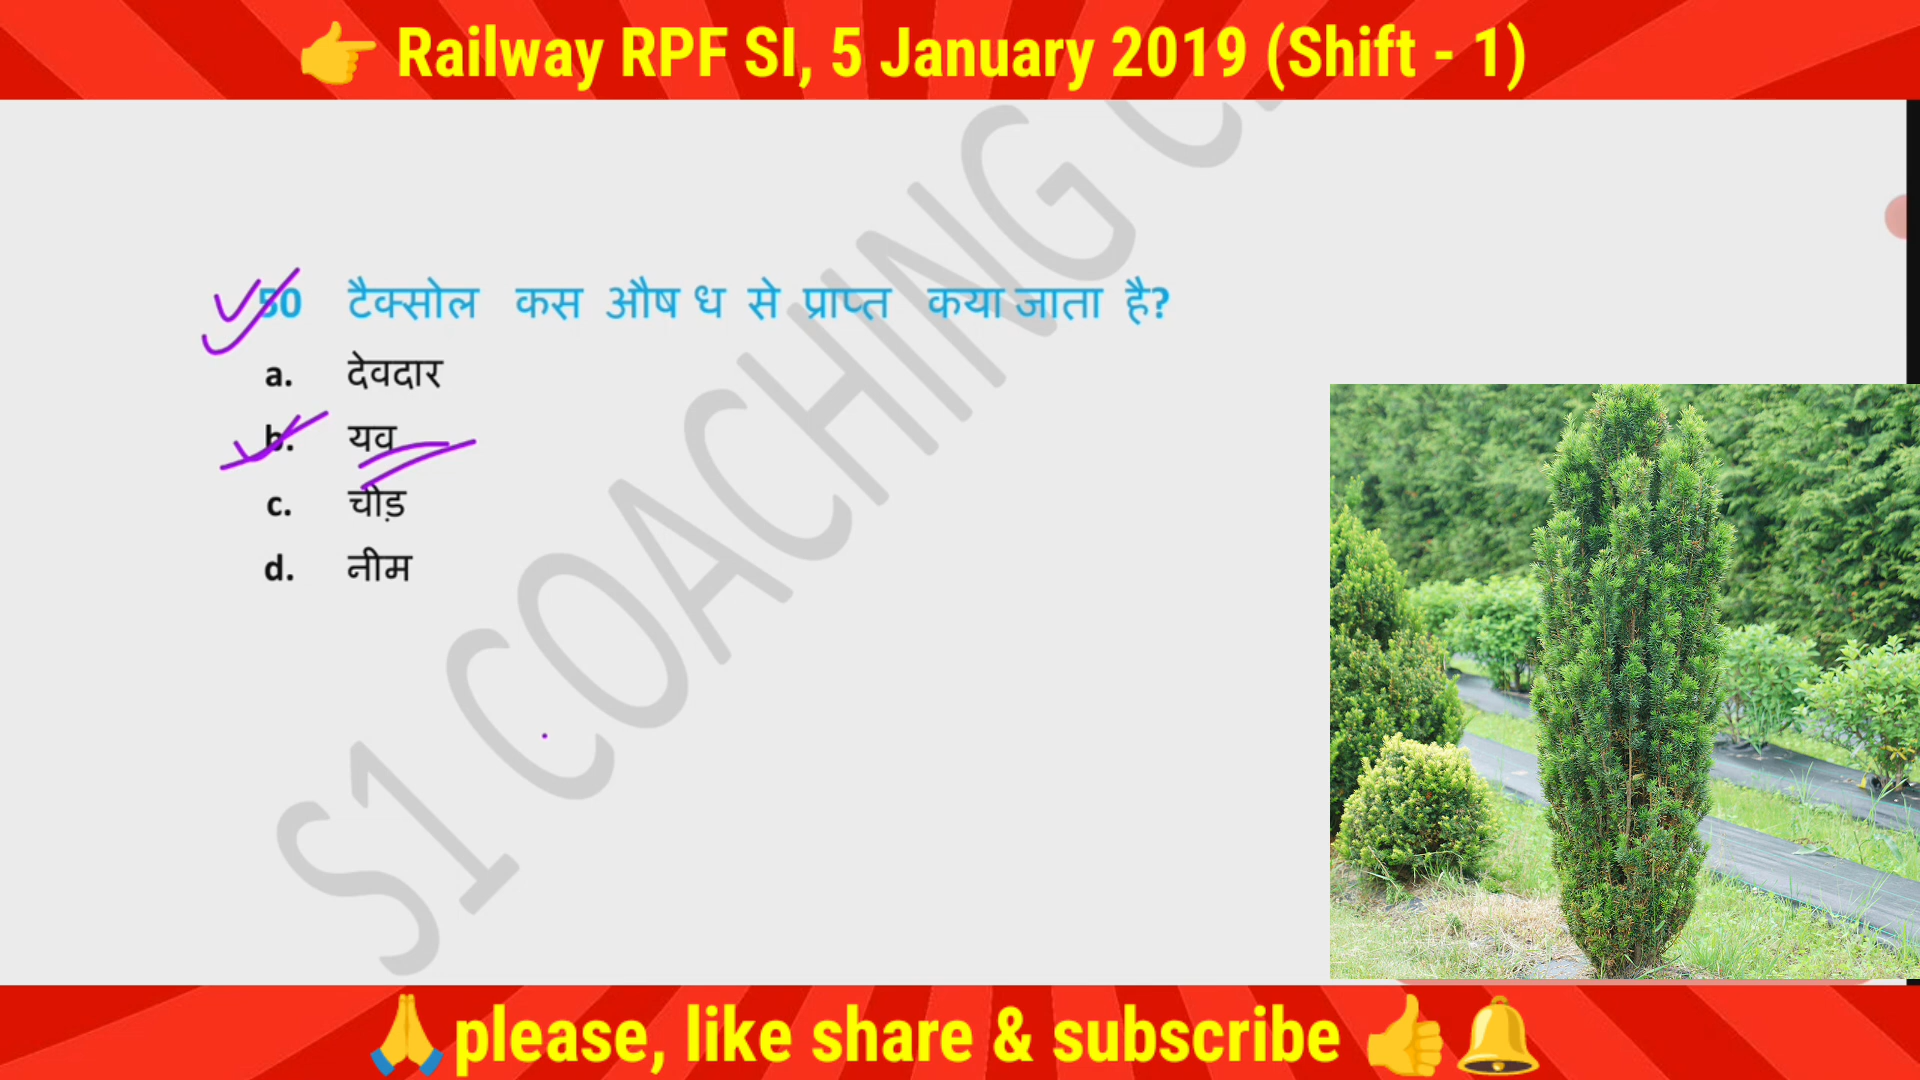 👉 Railway RPF SI, 5 January 2019 (Shift - 1)
50 टैक्सोल कस औष ध से प्राप्त कया जाता है?
a. देवदार
b. यव
c. चीड़
d. नीम
S1 COACHING C
🙏please, like share & subscribe 👍🔔